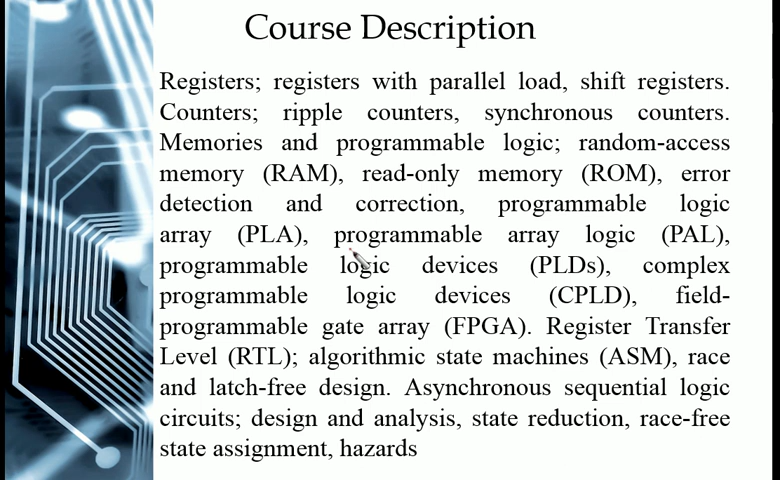 Course Description
Registers; registers with parallel load, shift registers.
Counters; ripple counters, synchronous counters.
Memories and programmable logic; random-access
memory (RAM), read-only memory (ROM), error
detection and correction, programmable logic
array (PLA), programmable array logic (PAL),
programmable logic devices (PLDs), complex
programmable logic devices (CPLD), field-
programmable gate array (FPGA). Register Transfer
Level (RTL); algorithmic state machines (ASM), race
and latch-free design. Asynchronous sequential logic
circuits; design and analysis, state reduction, race-free
state assignment, hazards